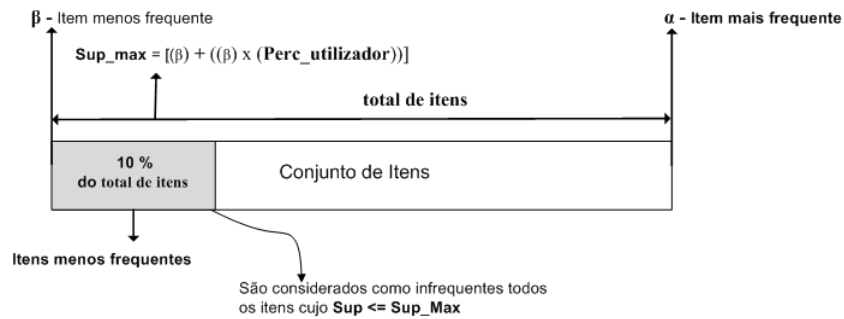 β - Item menos frequente
α - Item mais frequente
Sup_max = [(β) + ((β) x (Perc_utilizador))]
total de itens
10 %
do total de itens
Conjunto de Itens
Itens menos frequentes
São considerados como infrequentes todos
os itens cujo Sup <= Sup_Max